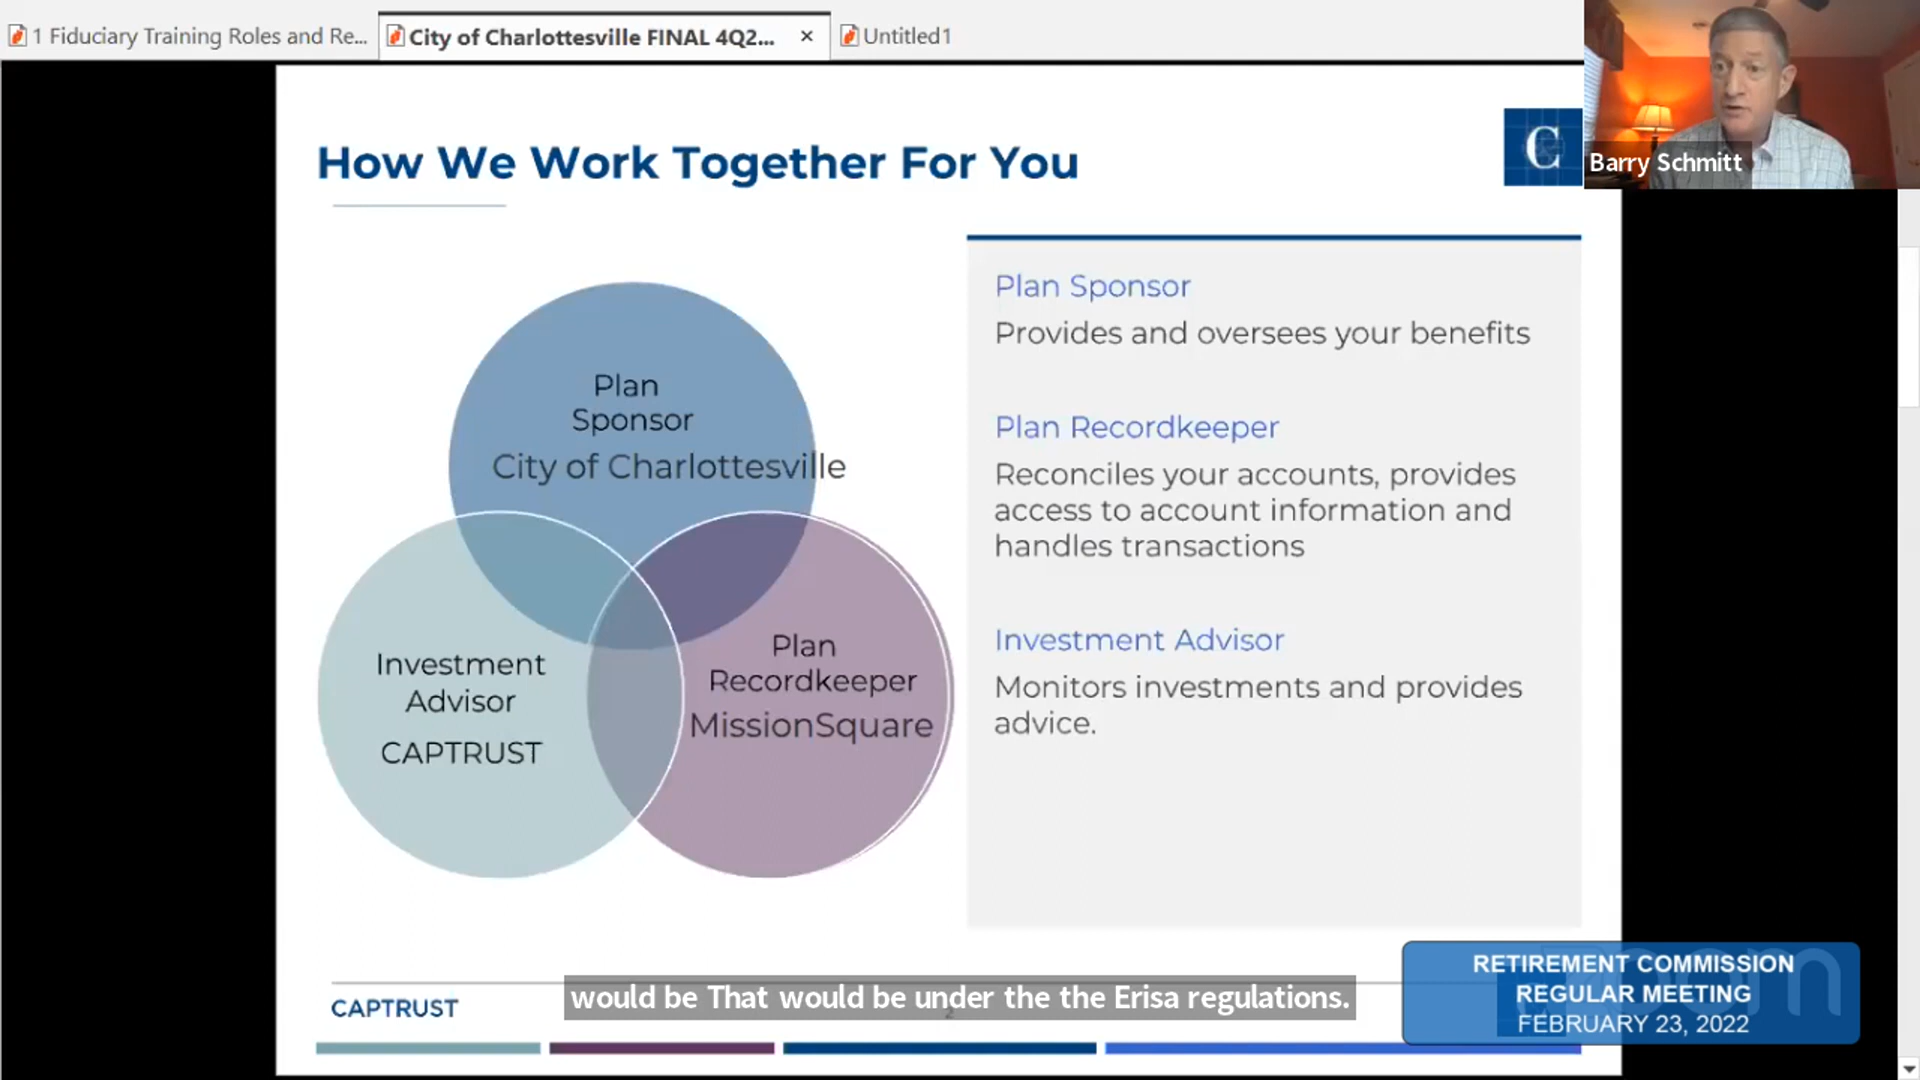 1 Fiduciary Training Roles and Re...
City of Charlottesville FINAL 4Q2...
Untitled1
How We Work Together For You
C
Barry Schmitt
Plan
Sponsor
City of Charlottesville
Investment
Advisor
CAPTRUST
Plan
Recordkeeper
MissionSquare
Plan Sponsor
Provides and oversees your benefits
Plan Recordkeeper
Reconciles your accounts, provides
access to account information and
handles transactions
Investment Advisor
Monitors investments and provides
advice.
CAPTRUST
would be That would be under the the Erisa regulations.
2
zoom
RETIREMENT COMMISSION
REGULAR MEETING
FEBRUARY 23, 2022